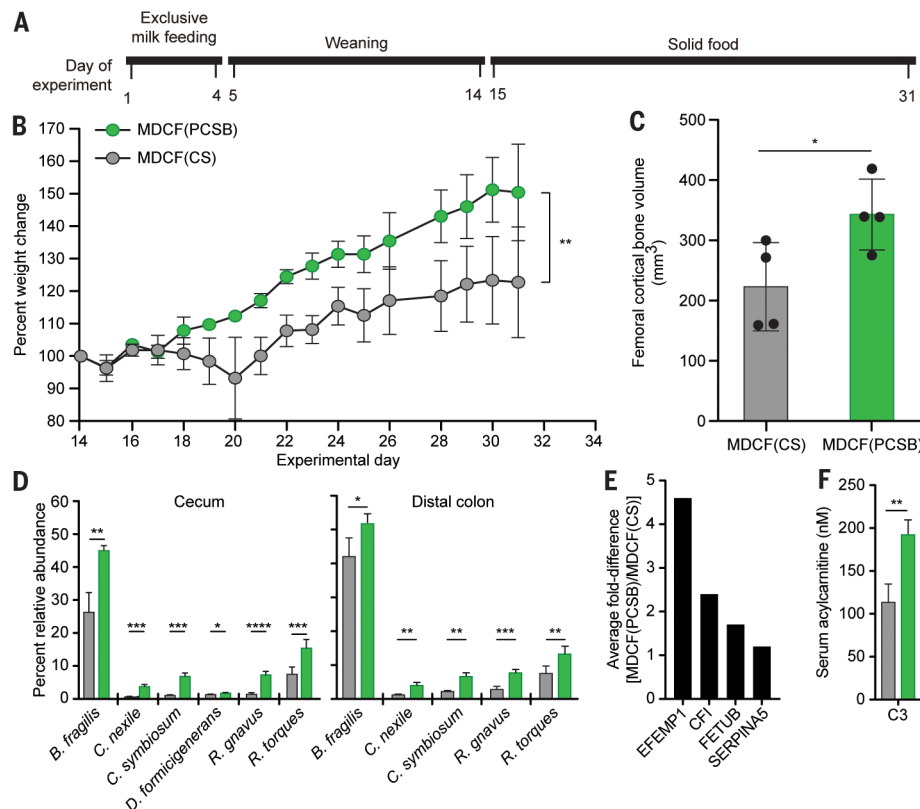 A
Exclusive
milk feeding
Weaning
Solid food
Day of
experiment
1
4
5
14
15
31
B
170
160
150
140
130
120
110
100
90
80
Percent weight change
MDCF(PCSB)
MDCF(CS)
**
14
16
18
20
22
24
26
28
30
32
34
Experimental day
C
500
400
300
200
100
0
Femoral cortical bone volume
(mm3)
*
MDCF(CS)
MDCF(PCSB)
D
Cecum
Distal colon
60
50
40
30
20
10
0
Percent relative abundance
**
***
***
*
****
***
*
**
**
***
**
B. fragilis
C. nexile
C. symbiosum
D. formicigenerans
R. gnavus
R. torques
B. fragilis
C. nexile
C. symbiosum
R. gnavus
R. torques
E
5
4
3
2
1
0
Average fold-difference
[MDCF(PCSB)/MDCF(CS)]
EFEMP1
CFI
FETUB
SERPINA5
F
250
200
150
100
50
0
Serum acylcarnitine (nM)
**
C3